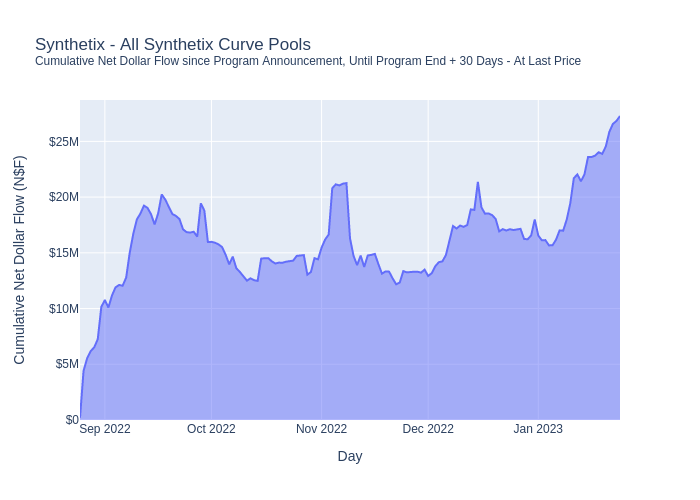 Synthetix - All Synthetix Curve Pools
Cumulative Net Dollar Flow since Program Announcement, Until Program End + 30 Days - At Last Price
Cumulative Net Dollar Flow (N$F)
$25M
$20M
$15M
$10M
$5M
$0
Sep 2022
Oct 2022
Nov 2022
Dec 2022
Jan 2023
Day